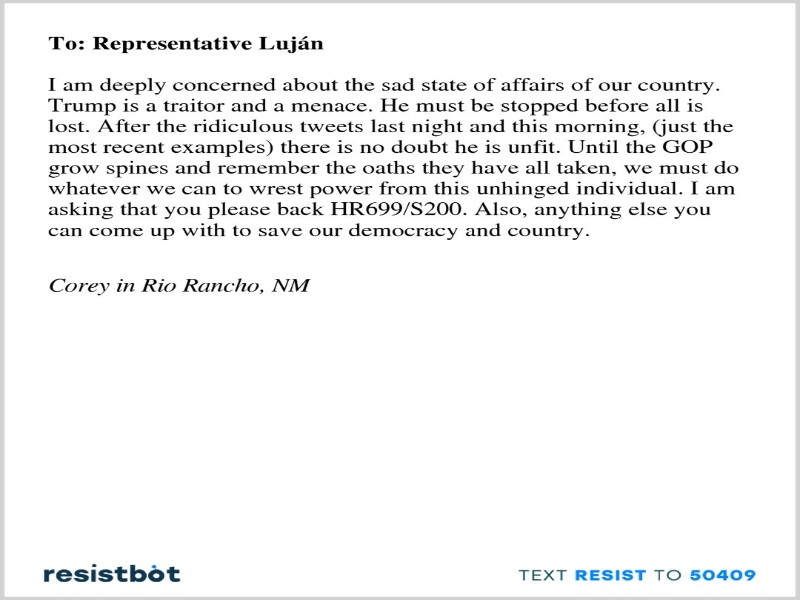 To: Representative Luján
I am deeply concerned about the sad state of affairs of our country.
Trump is a traitor and a menace. He must be stopped before all is
lost. After the ridiculous tweets last night and this morning, (just the
most recent examples) there is no doubt he is unfit. Until the GOP
grow spines and remember the oaths they have all taken, we must do
whatever we can to wrest power from this unhinged individual. I am
asking that you please back HR699/S200. Also, anything else you
can come up with to save our democracy and country.
Corey in Rio Rancho, NM
resistbot
TEXT RESIST TO 50409